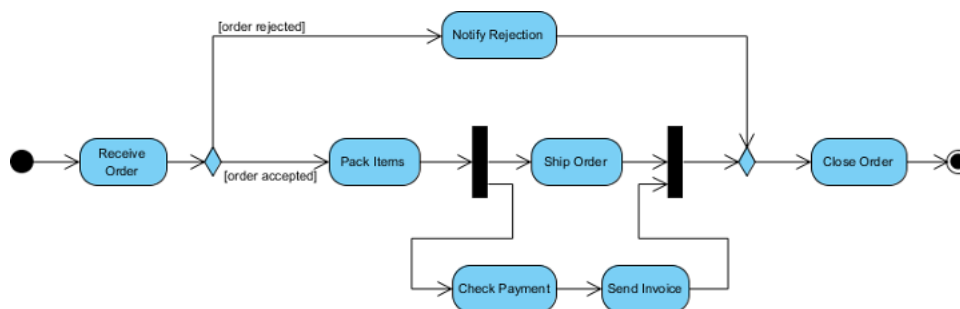 [order rejected]
Notify Rejection
Receive
Order
[order accepted]
Pack Items
Ship Order
Close Order
Check Payment
Send Invoice